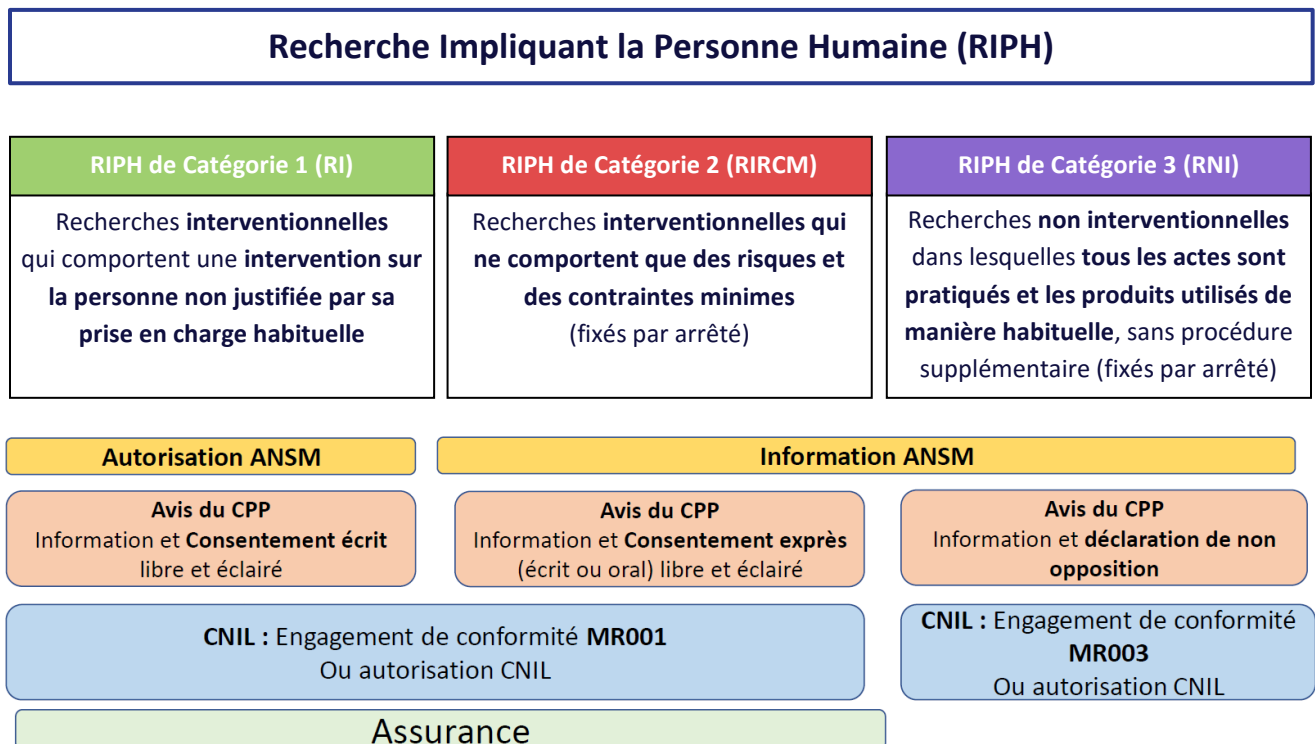 Recherche Impliquant la Personne Humaine (RIPH)
RIPH de Catégorie 1 (RI)
Recherches interventionnelles
qui comportent une intervention sur
la personne non justifiée par sa
prise en charge habituelle
RIPH de Catégorie 2 (RIRCM)
Recherches interventionnelles qui
ne comportent que des risques et
des contraintes minimes
(fixés par arrêté)
RIPH de Catégorie 3 (RNI)
Recherches non interventionnelles
dans lesquelles tous les actes sont
pratiqués et les produits utilisés de
manière habituelle, sans procédure
supplémentaire (fixés par arrêté)
Autorisation ANSM
Information ANSM
Avis du CPP
Information et Consentement écrit
libre et éclairé
Avis du CPP
Information et Consentement exprès
(écrit ou oral) libre et éclairé
Avis du CPP
Information et déclaration de non
opposition
CNIL : Engagement de conformité MR001
Ou autorisation CNIL
CNIL : Engagement de conformité
MR003
Ou autorisation CNIL
Assurance